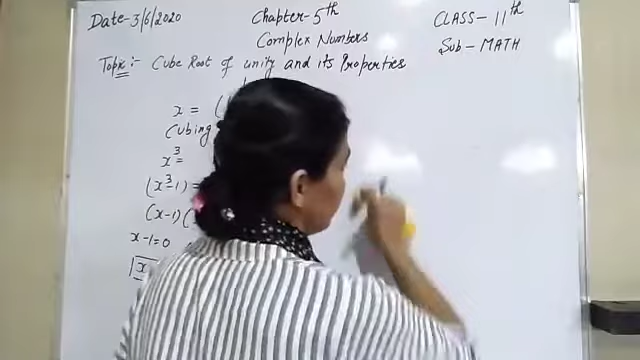 Date-3/6/2020
Chapter-5th
CLASS-11th
Complex Numbers
Sub-MATH
Topic:- Cube Root of unity and its Properties
x = (
Cubing
x³=
(x³-1) =
(x-1)(
x-1=0
x